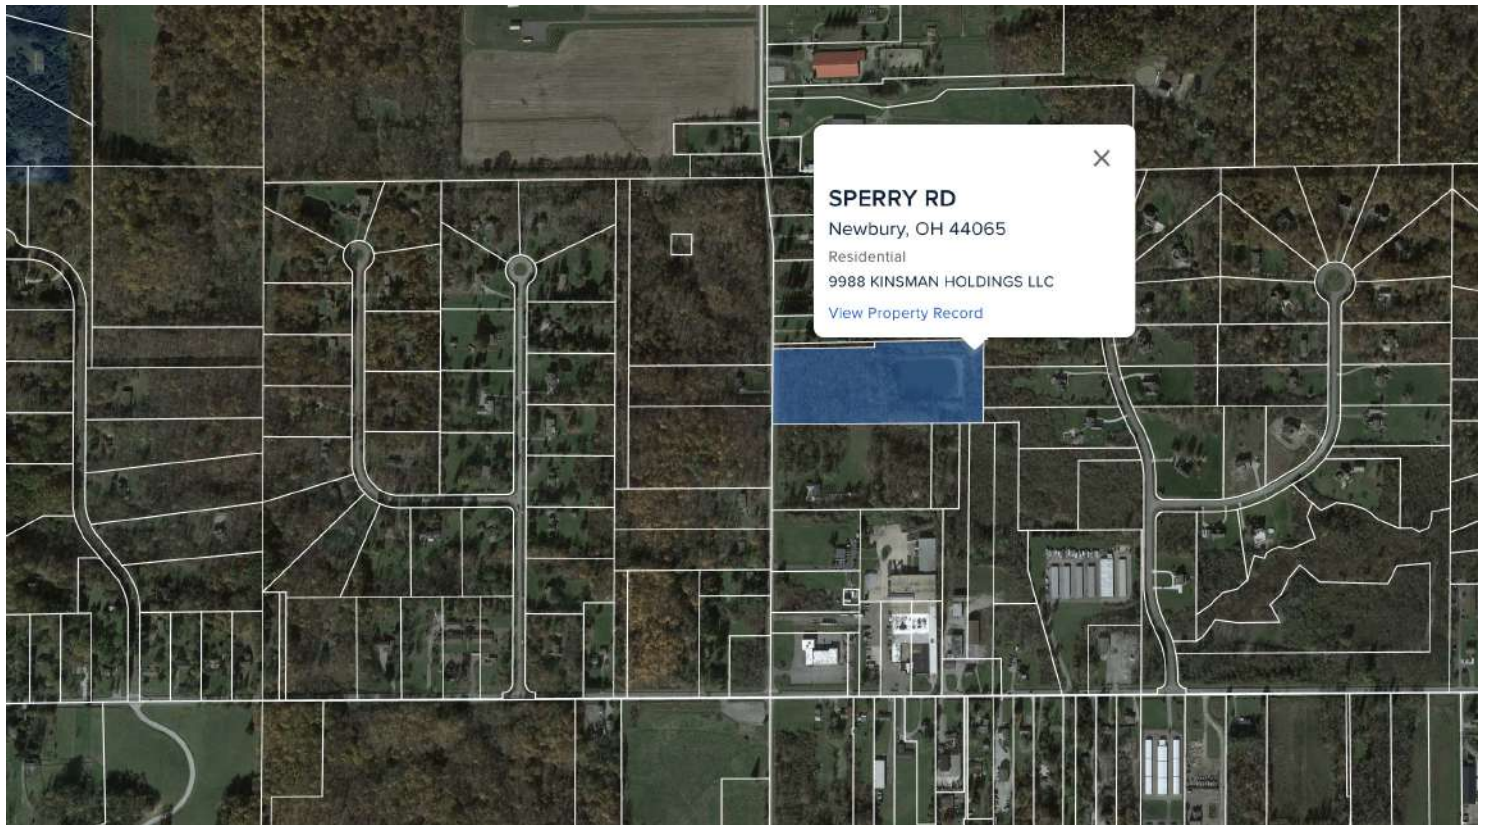 SPERRY RD
Newbury, OH 44065
Residential
9988 KINSMAN HOLDINGS LLC
View Property Record